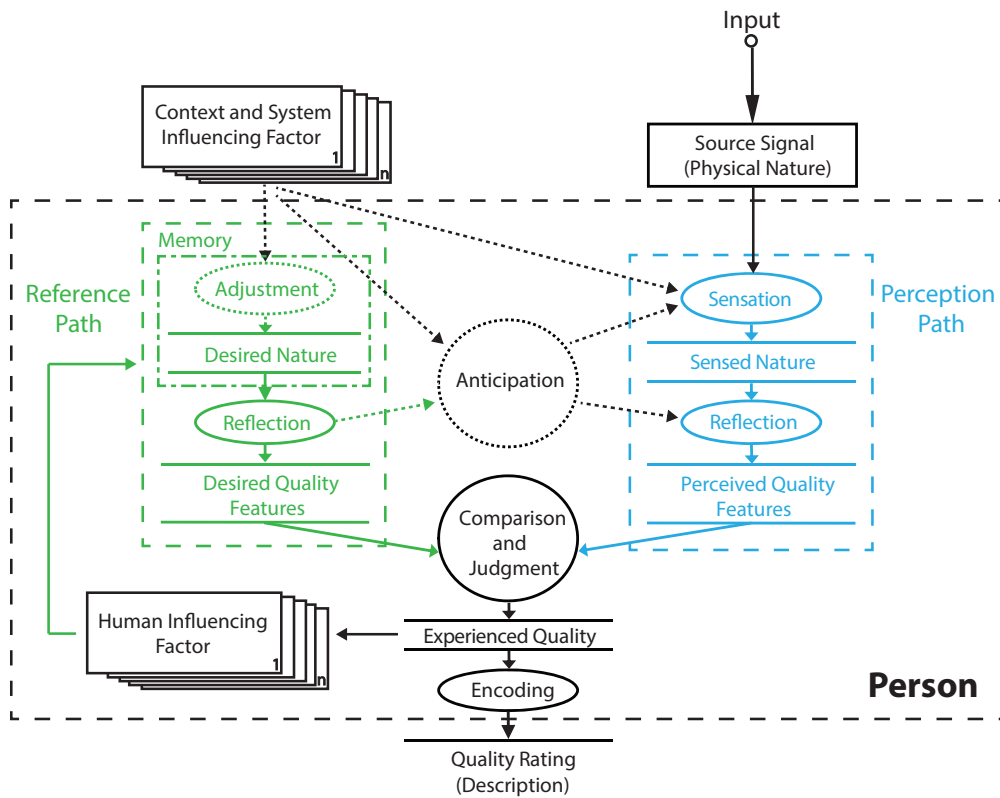 Input
Context and System
Influencing Factor
1
n
Source Signal
(Physical Nature)
Memory
Reference
Path
Adjustment
Desired Nature
Reflection
Desired Quality
Features
Anticipation
Sensation
Perception
Path
Sensed Nature
Reflection
Perceived Quality
Features
Comparison
and
Judgment
Human Influencing
Factor
1
n
Experienced Quality
Encoding
Person
Quality Rating
(Description)